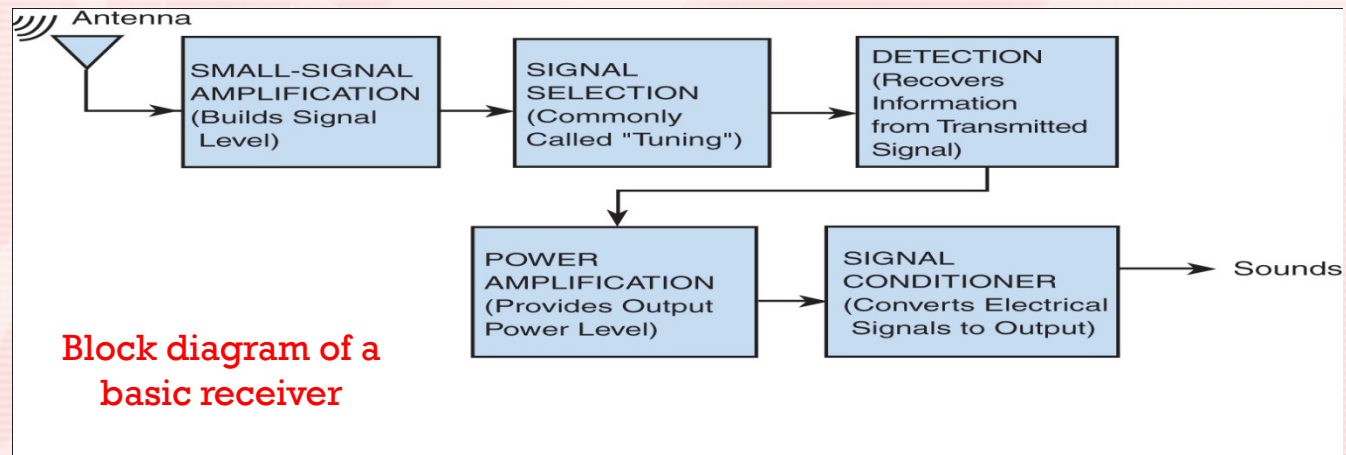 Antenna
SMALL-SIGNAL
AMPLIFICATION
(Builds Signal
Level)
SIGNAL
SELECTION
(Commonly
Called "Tuning")
DETECTION
(Recovers
Information
from Transmitted
Signal)
POWER
AMPLIFICATION
(Provides Output
Power Level)
SIGNAL
CONDITIONER
(Converts Electrical
Signals to Output)
Sounds
Block diagram of a
basic receiver